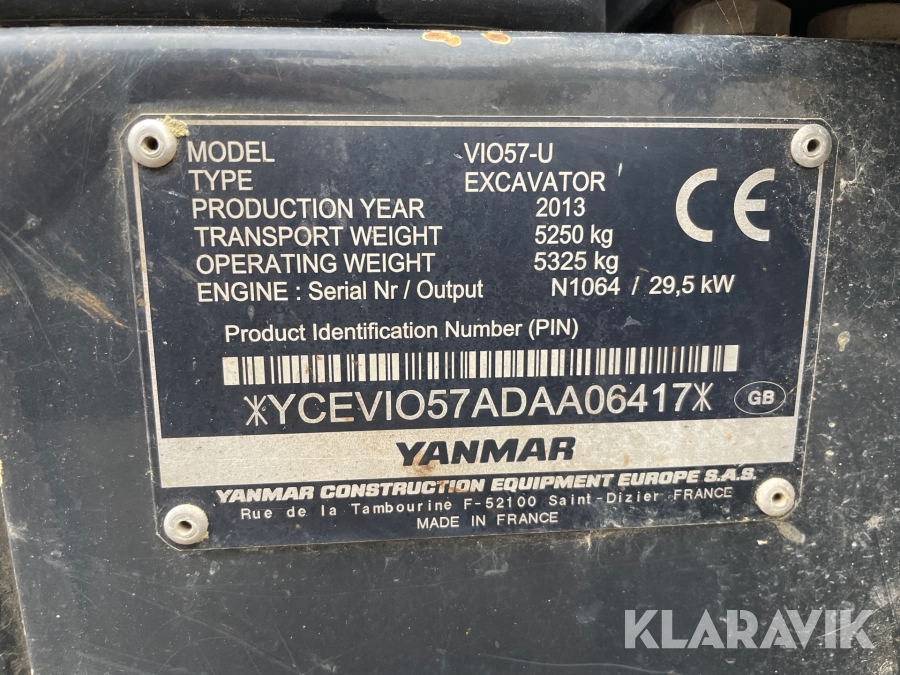 MODEL VIO57-U
TYPE EXCAVATOR
PRODUCTION YEAR 2013
TRANSPORT WEIGHT 5250 kg
OPERATING WEIGHT 5325 kg
ENGINE : Serial Nr / Output N1064 / 29,5 kW
CE
Product Identification Number (PIN)
*YCEVIO57ADAA06417*
GB
YANMAR
YANMAR CONSTRUCTION EQUIPMENT EUROPE S.A.S.
Rue de la Tambourine F-52100 Saint-Dizier FRANCE
MADE IN FRANCE
KLARAVIK